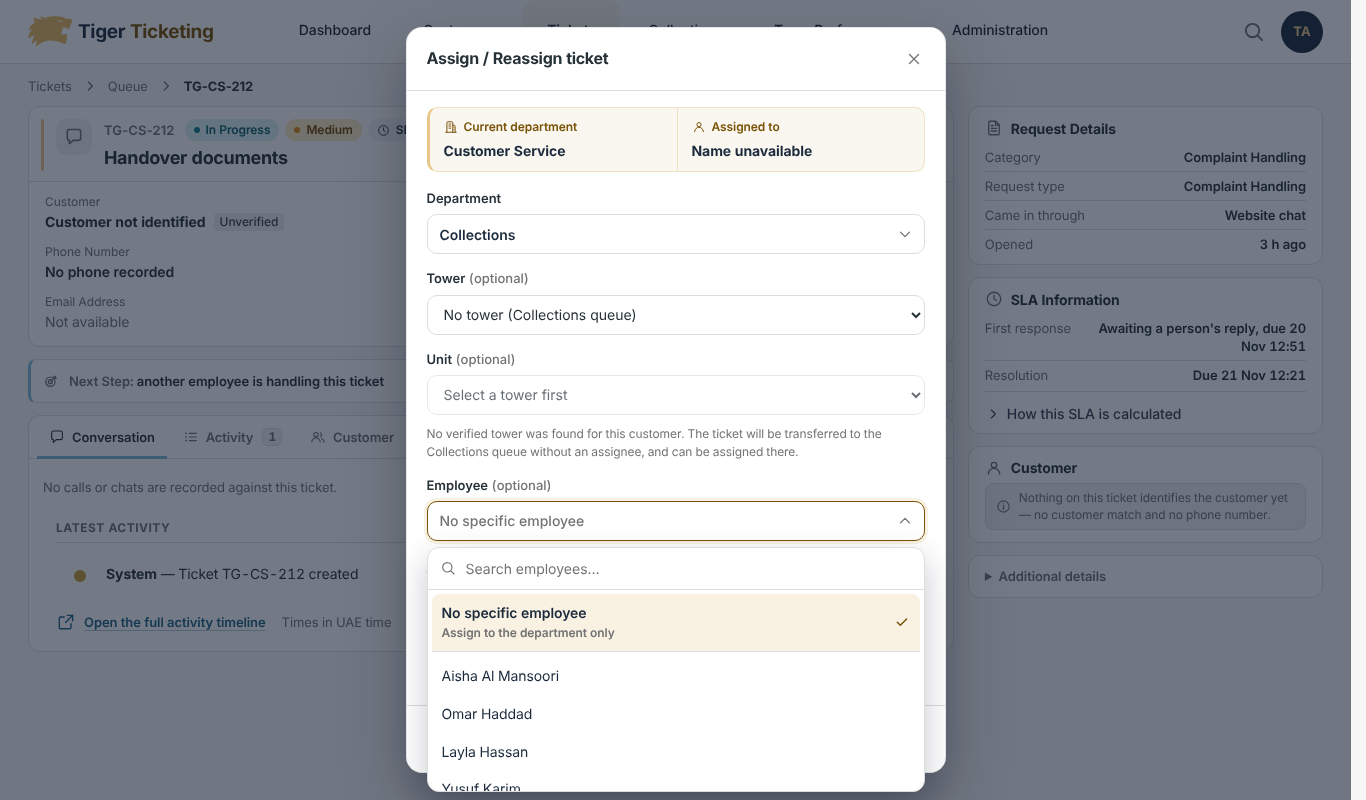 Tiger Ticketing
Dashboard
Administration
TA
Tickets > Queue > TG-CS-212
TG-CS-212 In Progress Medium
Handover documents
Customer
Customer not identified Unverified
Phone Number
No phone recorded
Email Address
Not available
Next Step: another employee is handling this ticket
Conversation Activity 1 Customer
No calls or chats are recorded against this ticket.
LATEST ACTIVITY
System — Ticket TG-CS-212 created
Open the full activity timeline Times in UAE time
Assign / Reassign ticket
Current department
Customer Service
Assigned to
Name unavailable
Department
Collections
Tower (optional)
No tower (Collections queue)
Unit (optional)
Select a tower first
No verified tower was found for this customer. The ticket will be transferred to the
Collections queue without an assignee, and can be assigned there.
Employee (optional)
No specific employee
Search employees...
No specific employee
Assign to the department only
Aisha Al Mansoori
Omar Haddad
Layla Hassan
Yusuf Karim
Request Details
Category Complaint Handling
Request type Complaint Handling
Came in through Website chat
Opened 3 h ago
SLA Information
First response Awaiting a person's reply, due 20
Nov 12:51
Resolution Due 21 Nov 12:21
How this SLA is calculated
Customer
Nothing on this ticket identifies the customer yet
— no customer match and no phone number.
Additional details